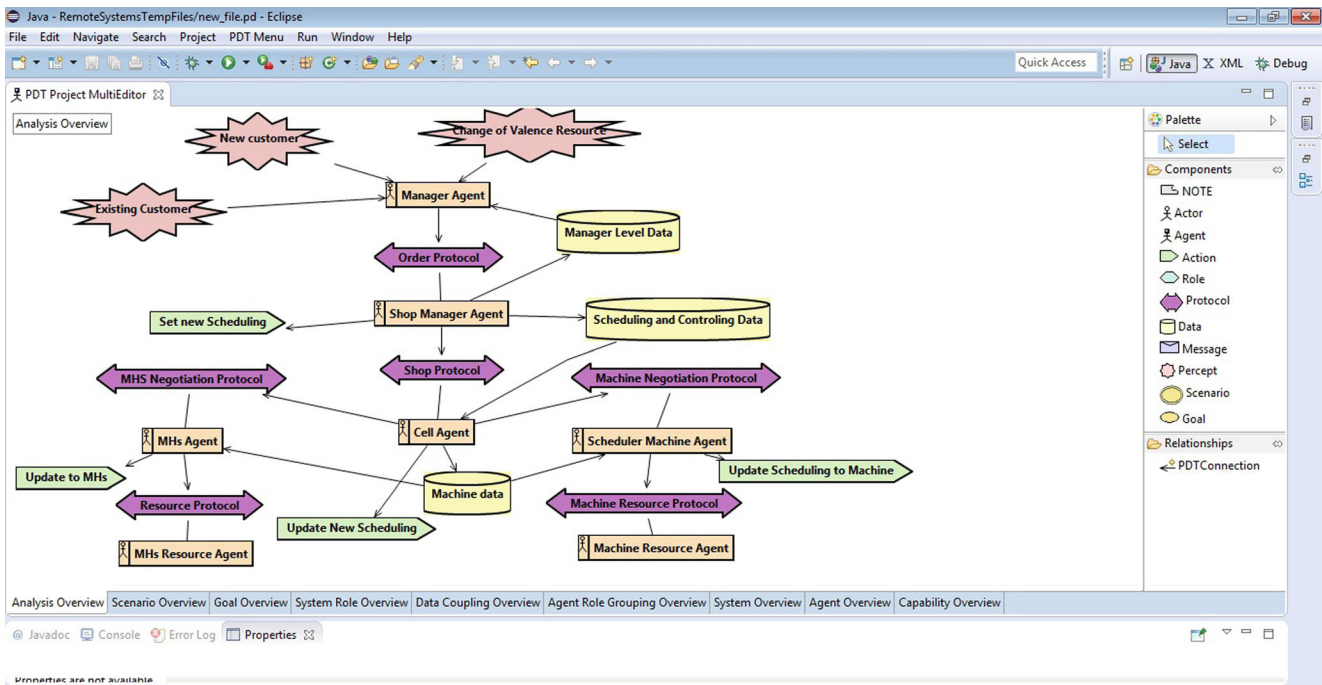 Java - RemoteSystemsTempFiles/new_file.pd - Eclipse
File Edit Navigate Search Project PDT Menu Run Window Help
Quick Access
Java
XML
Debug
PDT Project MultiEditor
Analysis Overview
New customer
Change of Valence Resource
Existing Customer
Manager Agent
Manager Level Data
Order Protocol
Shop Manager Agent
Set new Scheduling
Scheduling and Controling Data
Shop Protocol
MHS Negotiation Protocol
Machine Negotiation Protocol
MHs Agent
Cell Agent
Scheduler Machine Agent
Update to MHs
Update Scheduling to Machine
Machine data
Resource Protocol
Machine Resource Protocol
Update New Scheduling
MHs Resource Agent
Machine Resource Agent
Palette
Select
Components
NOTE
Actor
Agent
Action
Role
Protocol
Data
Message
Percept
Scenario
Goal
Relationships
PDTConnection
Analysis Overview Scenario Overview Goal Overview System Role Overview Data Coupling Overview Agent Role Grouping Overview System Overview Agent Overview Capability Overview
@ Javadoc Console Error Log Properties
Properties are not available